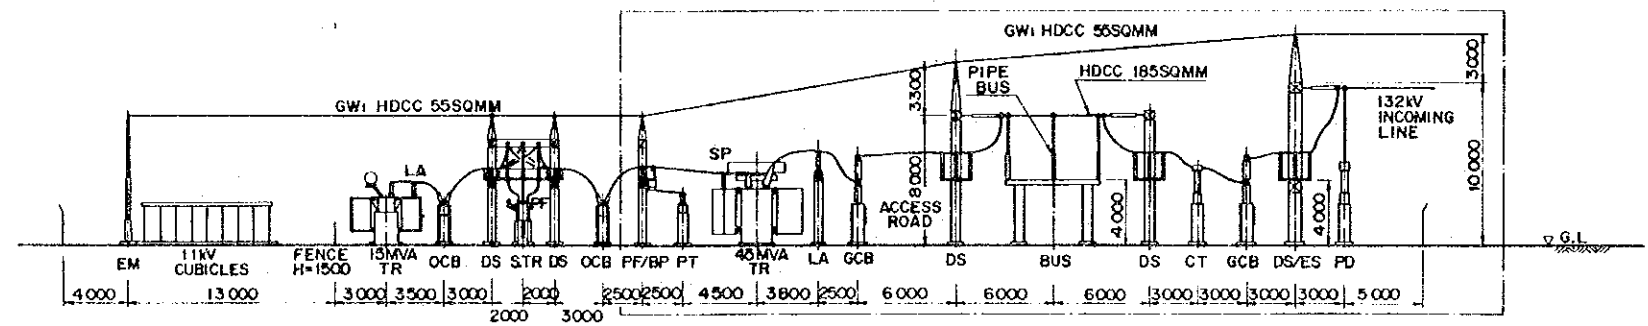 GWi HDCC 55SQMM
3000
PIPE
BUS
HDCC 185SQMM
3300
GWi HDCC 55SQMM
132kV
INCOMING
LINE
LA
SP
8000
10000
PF
ACCESS
ROAD
4000
4000
G.L
EM
11kV
CUBICLES
FENCE
H=1500
15MVA
TR
OCB
DS
S.TR
DS
OCB
PF/BP
PT
45MVA
TR
LA
GCB
DS
BUS
DS
CT
GCB
DS/ES
PD
4000
13000
3000
3500
3000
2000
2500
2500
4500
3800
2500
6000
6000
6000
3000
3000
3000
3000
5000
2000
3000